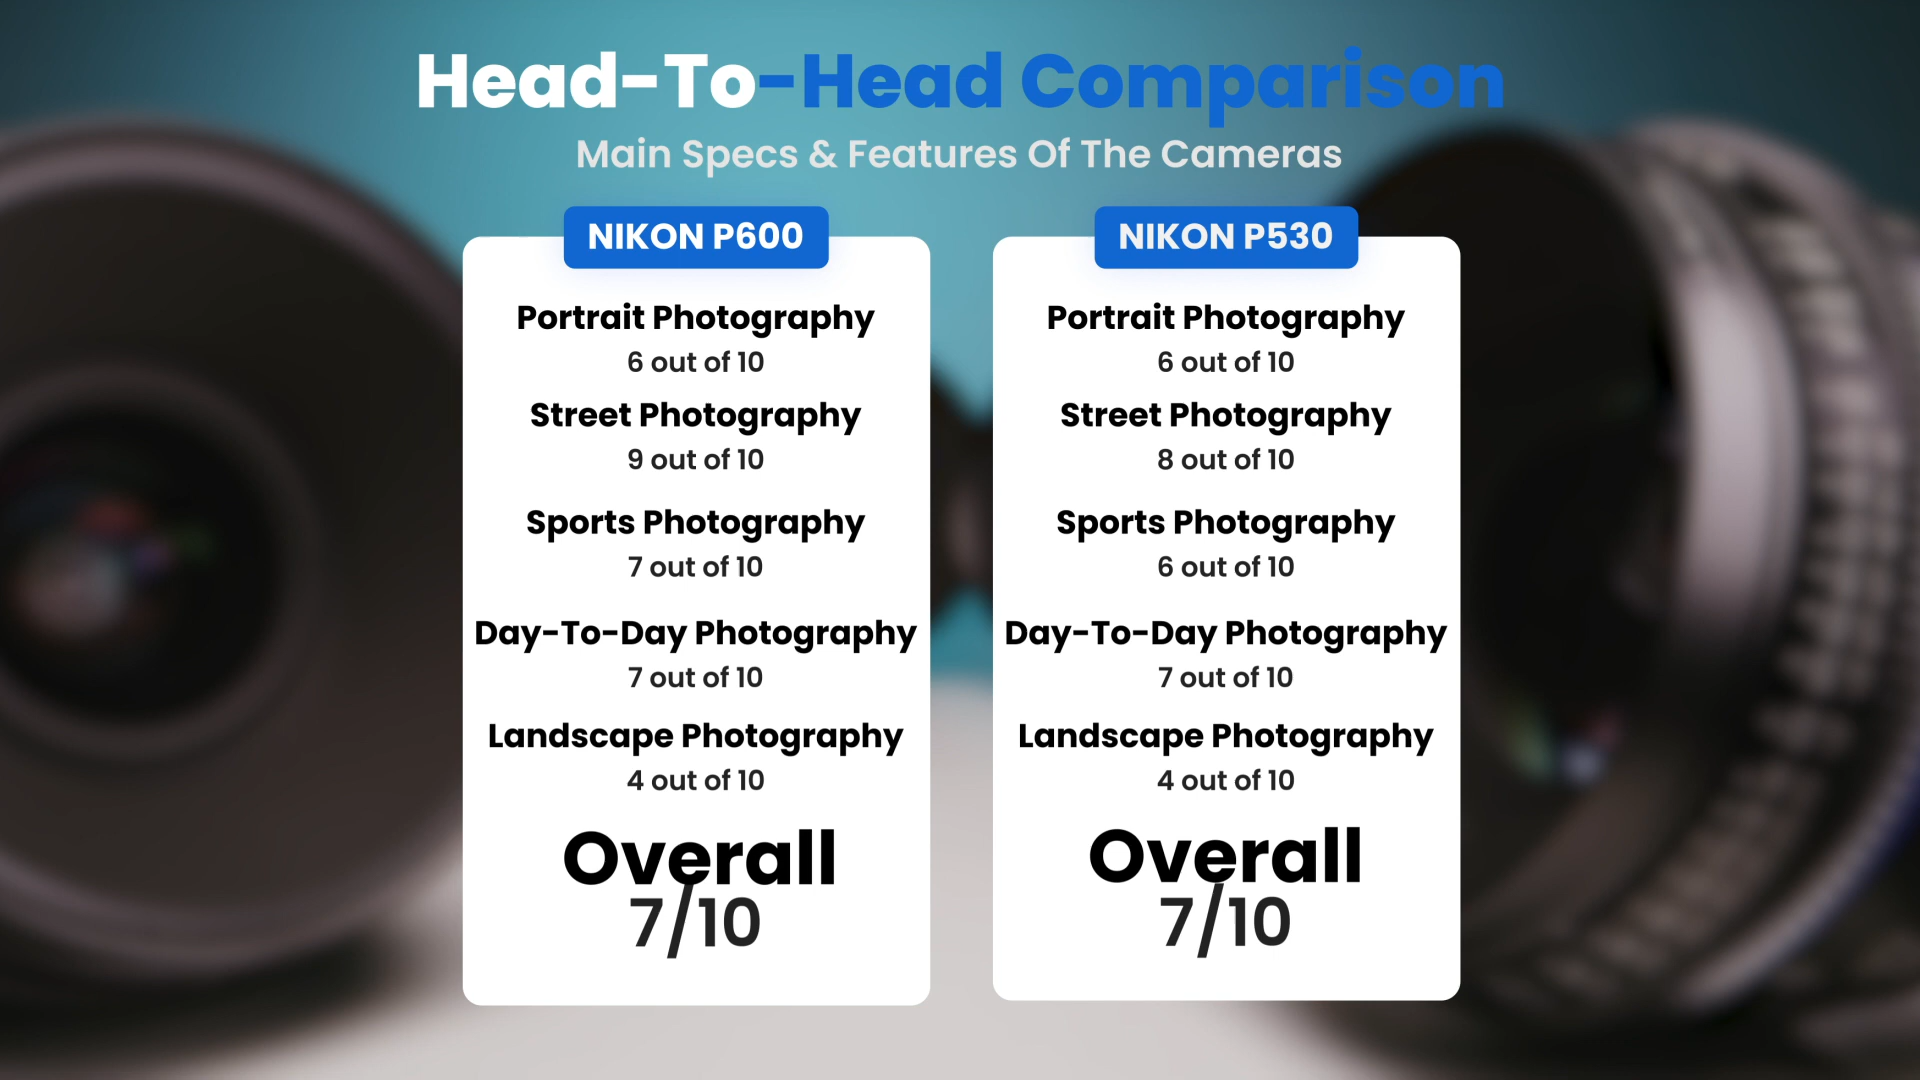 Head-To-Head Comparison
Main Specs & Features Of The Cameras
NIKON P600
Portrait Photography
6 out of 10
Street Photography
9 out of 10
Sports Photography
7 out of 10
Day-To-Day Photography
7 out of 10
Landscape Photography
4 out of 10
Overall
7/10
NIKON P530
Portrait Photography
6 out of 10
Street Photography
8 out of 10
Sports Photography
6 out of 10
Day-To-Day Photography
7 out of 10
Landscape Photography
4 out of 10
Overall
7/10